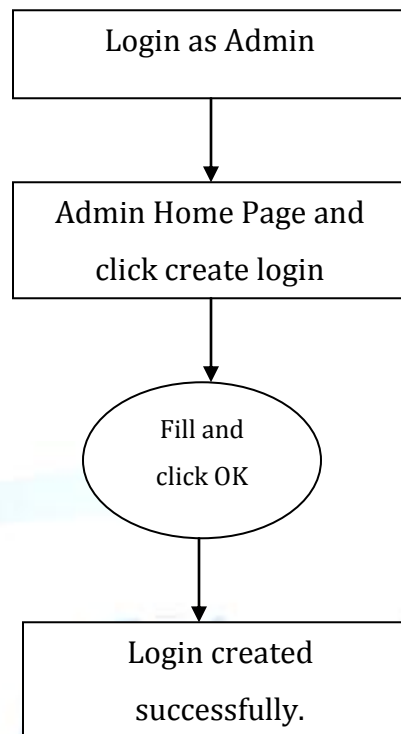 Login as Admin
Admin Home Page and
click create login
Fill and
click OK
Login created
successfully.